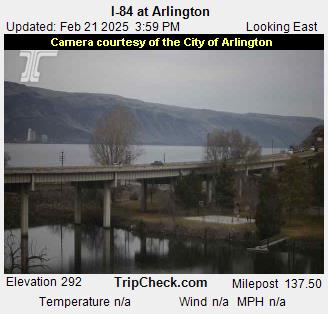 I-84 at Arlington
Updated: Feb 21 2025 3:59 PM Looking East
Camera courtesy of the City of Arlington
Elevation 292 TripCheck.com Milepost 137.50
Temperature n/a Wind n/a MPH n/a